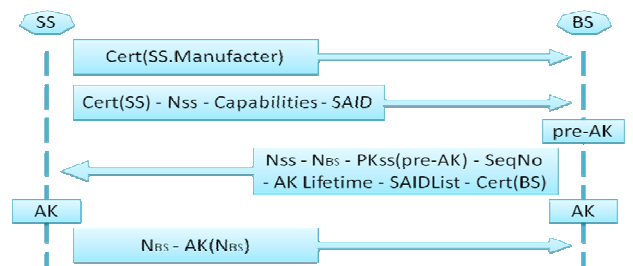 SS BS
Cert(SS.Manufacter)
Cert(SS) - Nss - Capabilities - SAID
pre-AK
Nss - NBS - PKss(pre-AK) - SeqNo
- AK Lifetime - SAIDList - Cert(BS)
AK AK
NBS - AK(NBS)